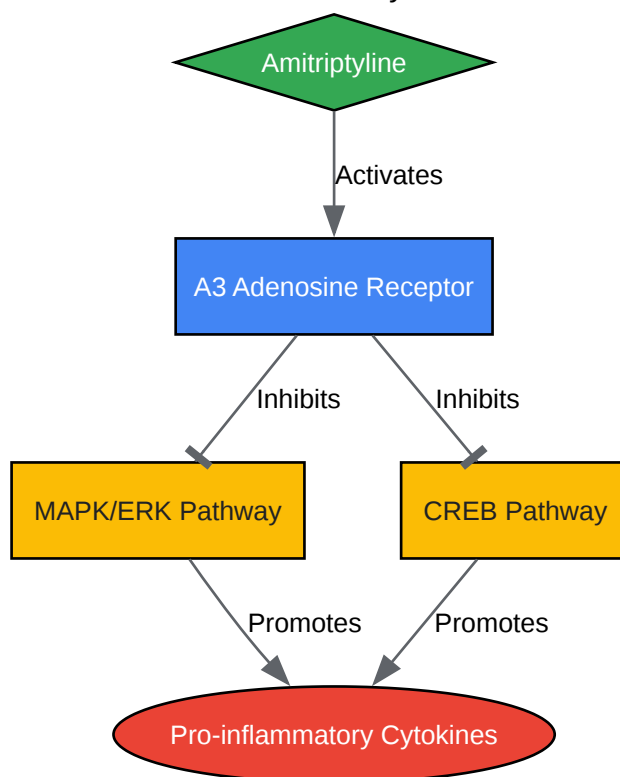 Amitriptyline
Activates
A3 Adenosine Receptor
Inhibits
Inhibits
MAPK/ERK Pathway
CREB Pathway
Promotes
Promotes
Pro-inflammatory Cytokines